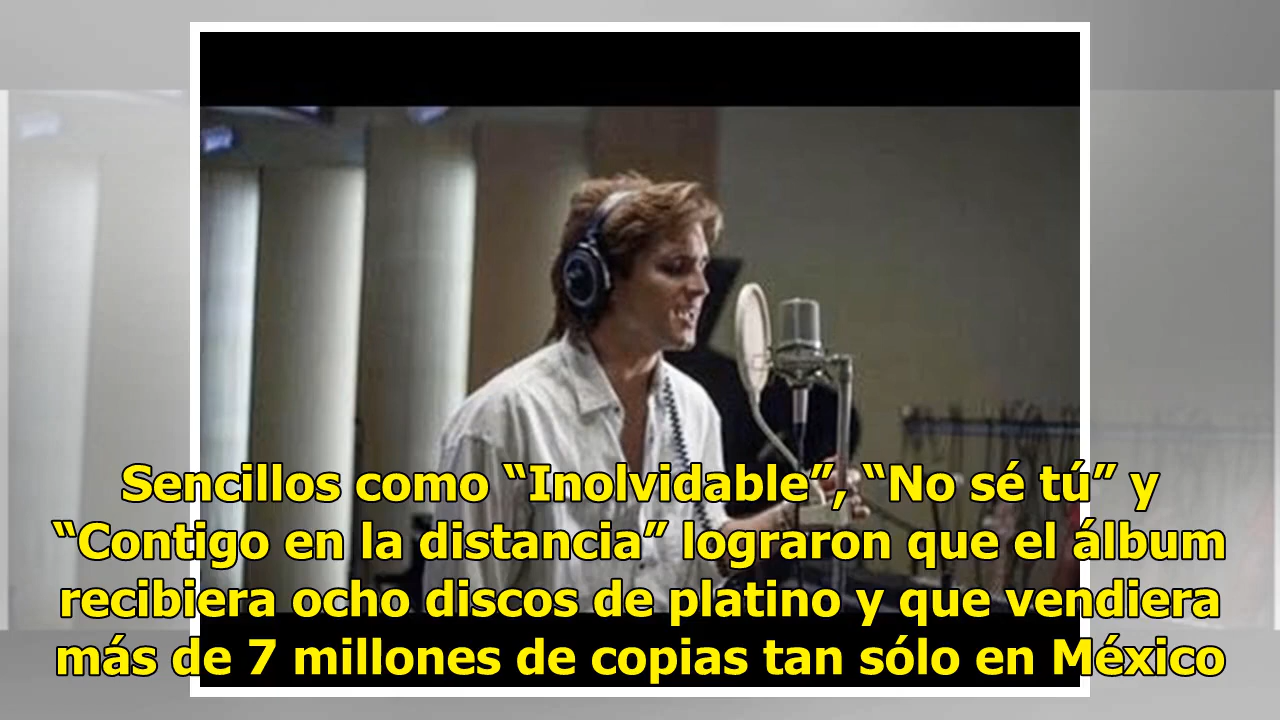 Sencillos como “Inolvidable”, “No sé tú” y
“Contigo en la distancia” lograron que el álbum
recibiera ocho discos de platino y que vendiera
más de 7 millones de copias tan sólo en México